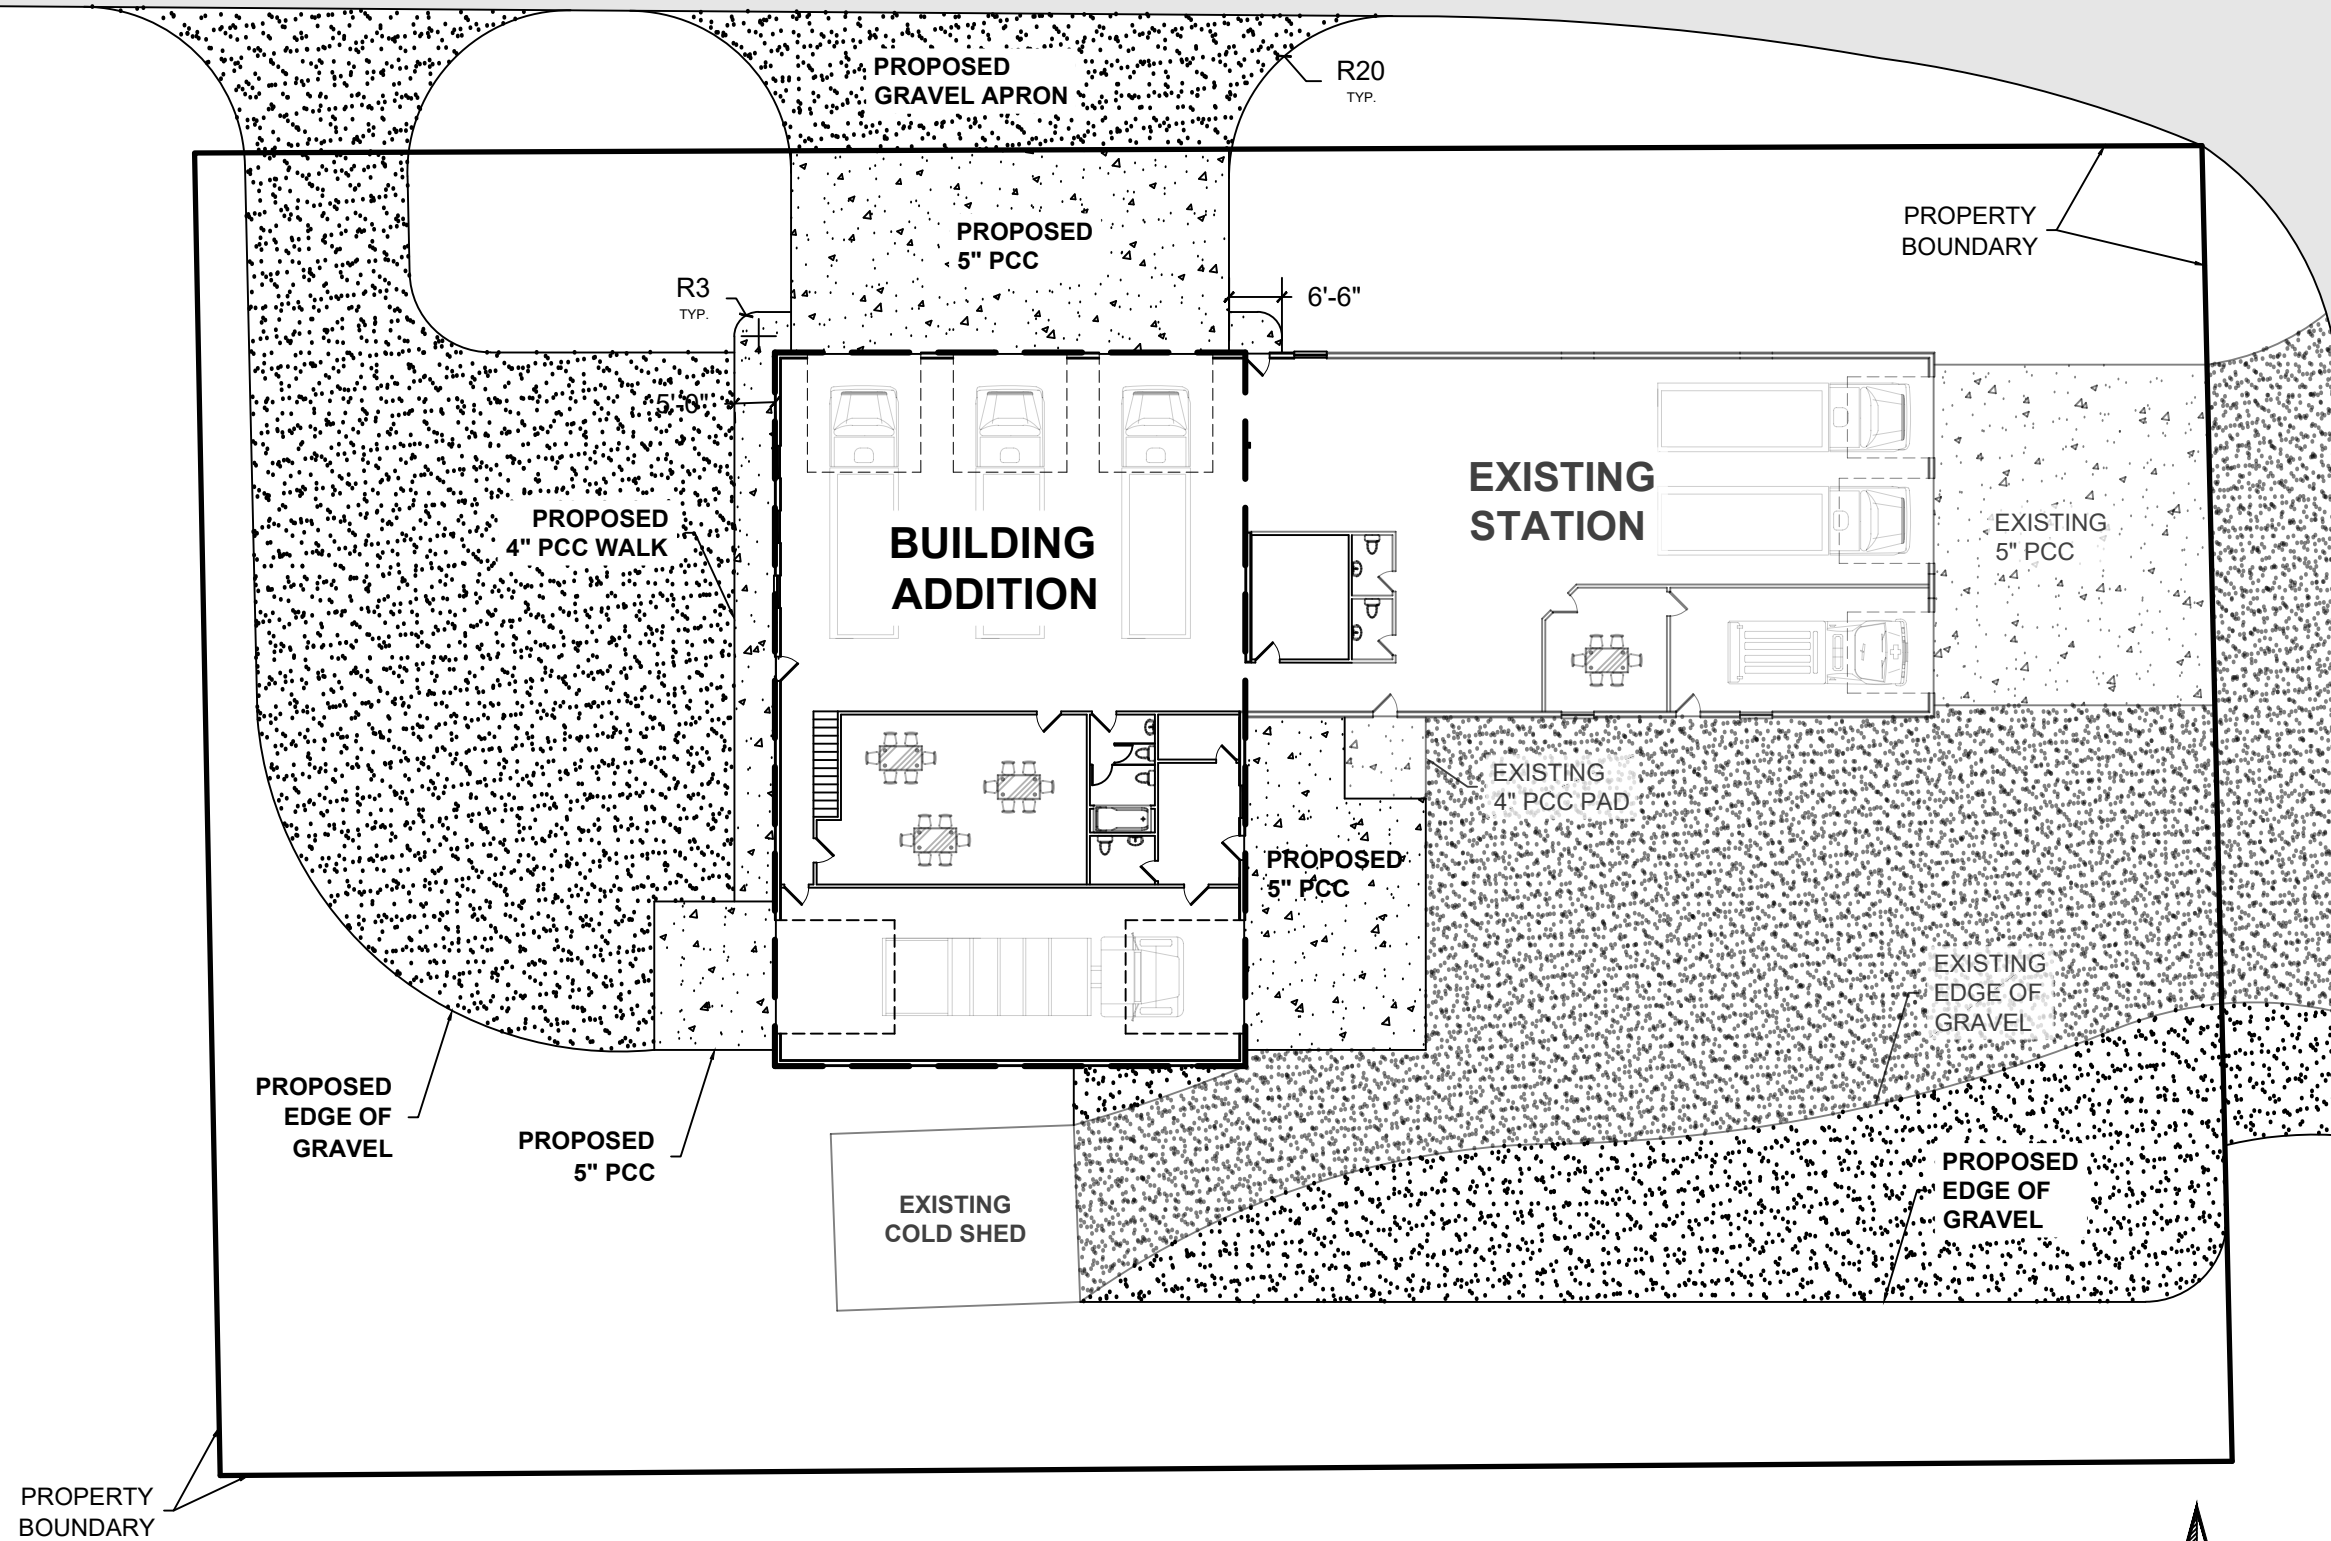 PROPOSED
GRAVEL APRON
R20
TYP.
PROPOSED
5" PCC
PROPERTY
BOUNDARY
R3
TYP.
6'-6"
5'-0"
PROPOSED
4" PCC WALK
BUILDING
ADDITION
EXISTING
STATION
EXISTING
5" PCC
EXISTING
4" PCC PAD
PROPOSED
5" PCC
EXISTING
EDGE OF
GRAVEL
PROPOSED
EDGE OF
GRAVEL
PROPOSED
5" PCC
EXISTING
COLD SHED
PROPOSED
EDGE OF
GRAVEL
PROPERTY
BOUNDARY